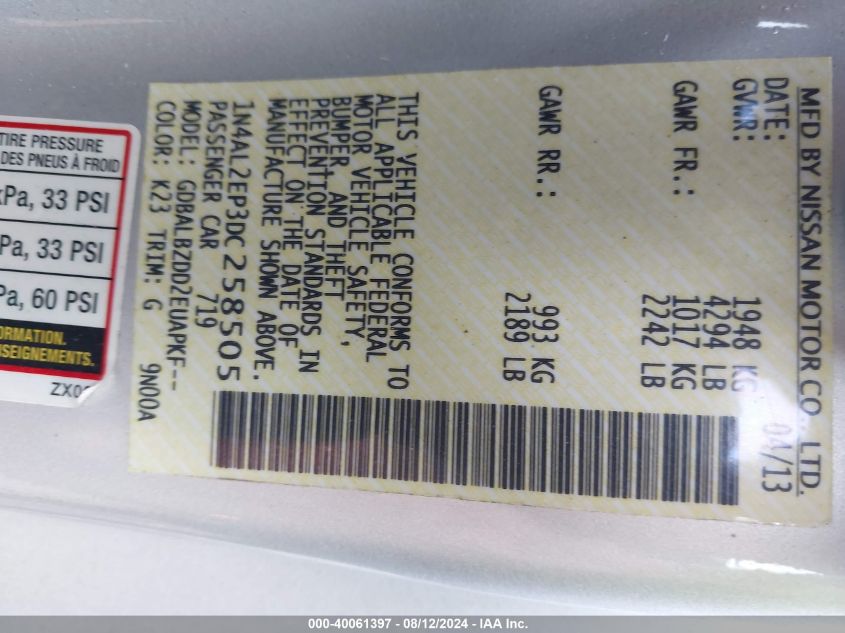 MFD BY NISSAN MOTOR CO., LTD.
DATE: 04/13
GVWR: 1948 KG
4294 LB
GAWR FR.: 1017 KG
2242 LB
GAWR RR.: 993 KG
2189 LB
THIS VEHICLE CONFORMS TO
ALL APPLICABLE FEDERAL
MOTOR VEHICLE SAFETY,
BUMPER, AND THEFT
PREVENTION STANDARDS IN
EFFECT ON THE DATE OF
MANUFACTURE SHOWN ABOVE.
1N4AL2EP3DC258505
PASSENGER CAR 719
MODEL: GDBALBZDD2EUAPKF--
COLOR: K23 TRIM: G 9N00A
TIRE PRESSURE
DES PNEUS À FROID
kPa, 33 PSI
Pa, 33 PSI
Pa, 60 PSI
ORMATION.
SEIGNEMENTS.
000-40061397 - 08/12/2024 - IAA Inc.